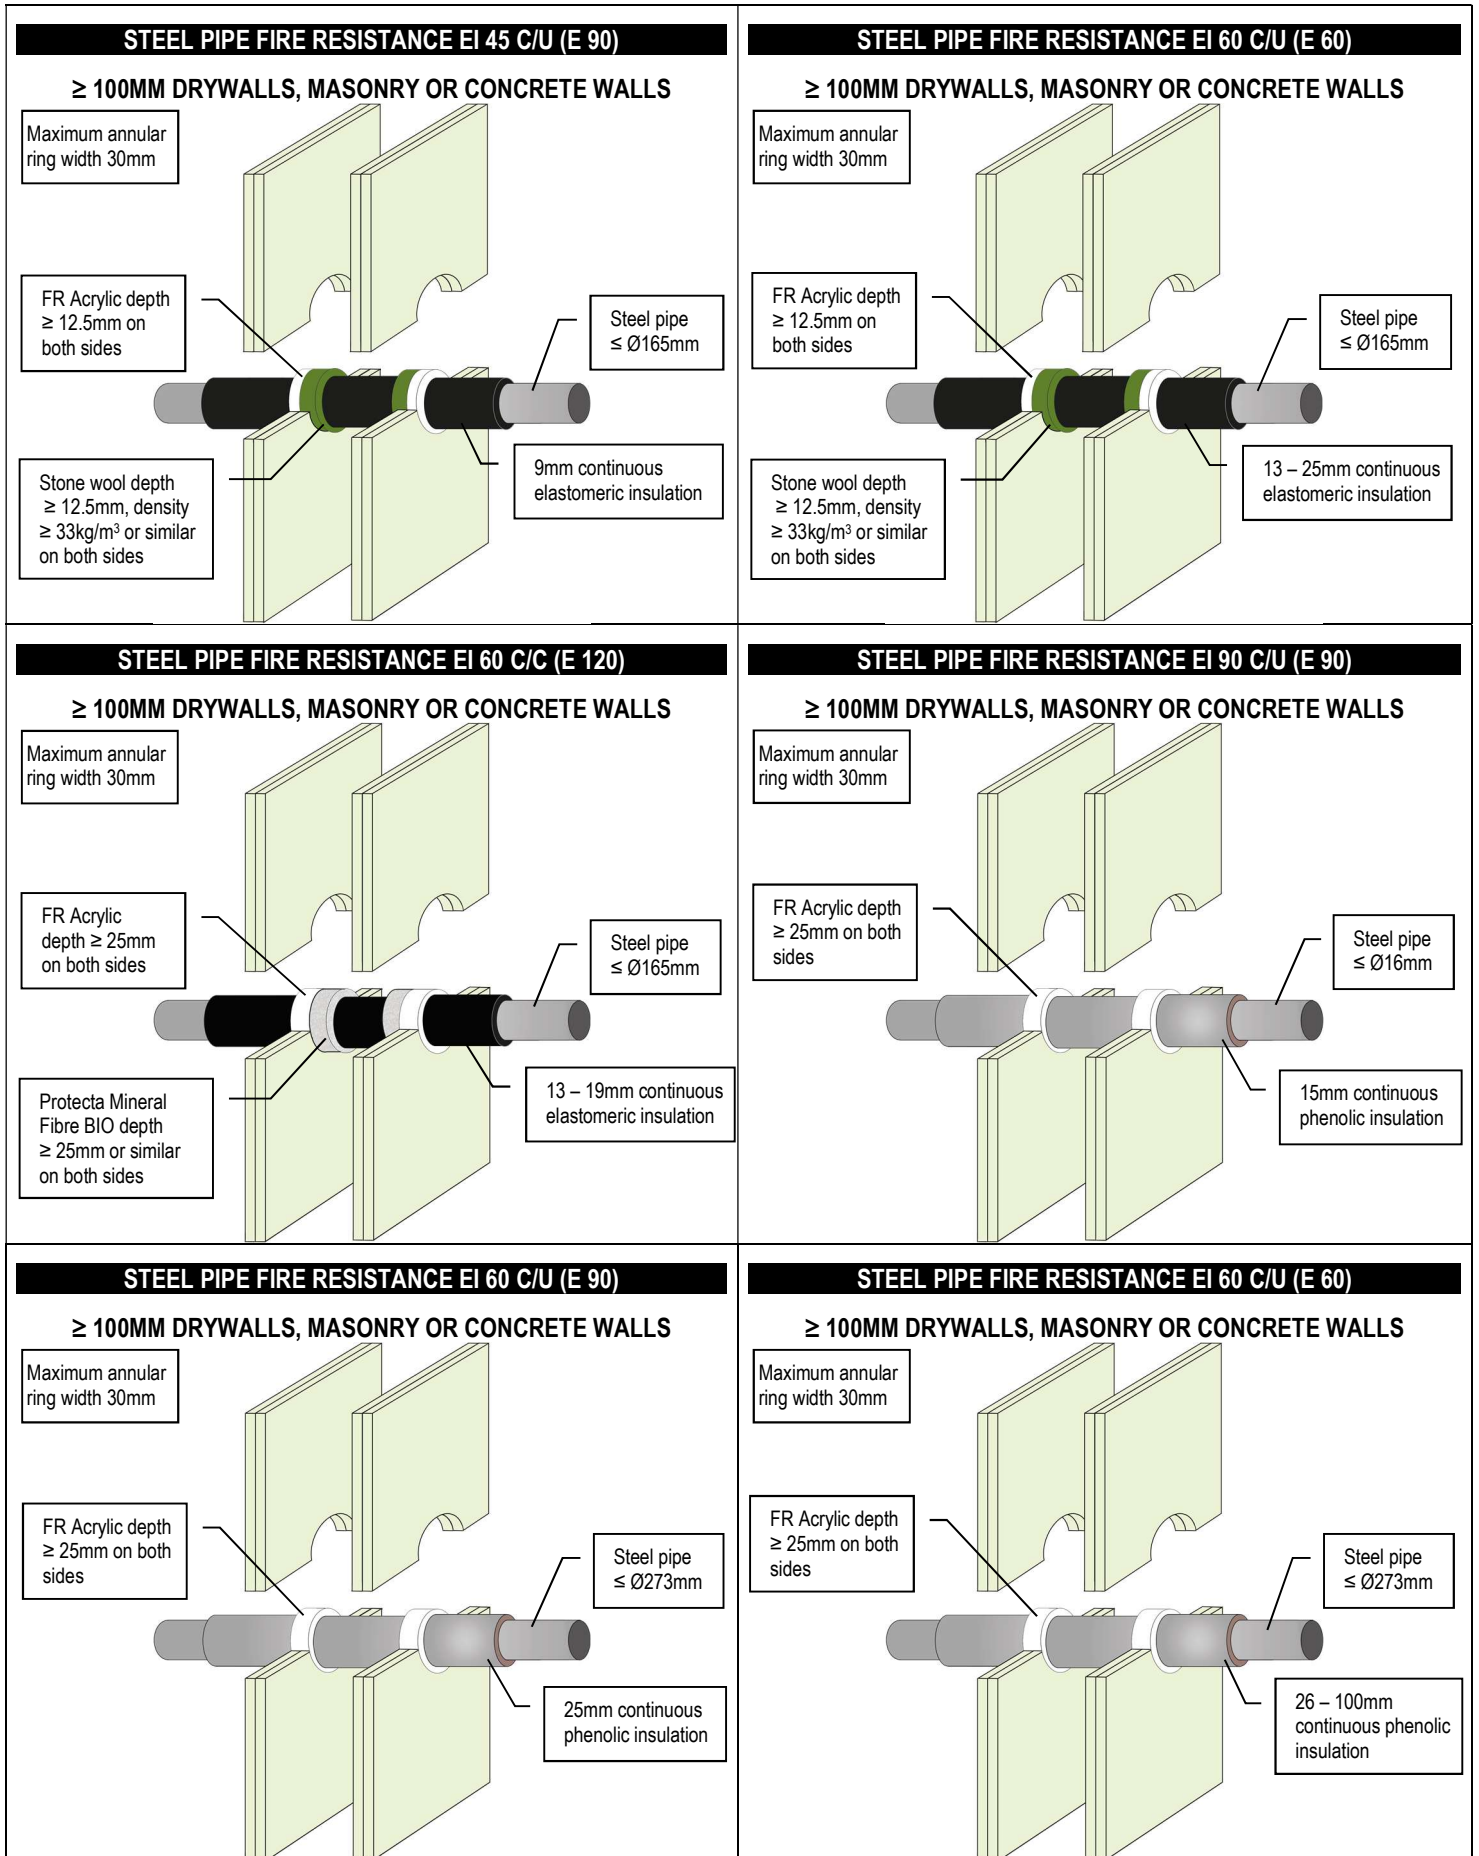 STEEL PIPE FIRE RESISTANCE EI 45 C/U (E 90)
≥ 100MM DRYWALLS, MASONRY OR CONCRETE WALLS
Maximum annular
ring width 30mm
FR Acrylic depth
≥ 12.5mm on
both sides
Steel pipe
≤ Ø165mm
Stone wool depth
≥ 12.5mm, density
≥ 33kg/m³ or similar
on both sides
9mm continuous
elastomeric insulation
STEEL PIPE FIRE RESISTANCE EI 60 C/U (E 60)
≥ 100MM DRYWALLS, MASONRY OR CONCRETE WALLS
Maximum annular
ring width 30mm
FR Acrylic depth
≥ 12.5mm on
both sides
Steel pipe
≤ Ø165mm
Stone wool depth
≥ 12.5mm, density
≥ 33kg/m³ or similar
on both sides
13 – 25mm continuous
elastomeric insulation
STEEL PIPE FIRE RESISTANCE EI 60 C/C (E 120)
≥ 100MM DRYWALLS, MASONRY OR CONCRETE WALLS
Maximum annular
ring width 30mm
FR Acrylic
depth ≥ 25mm
on both sides
Steel pipe
≤ Ø165mm
Protecta Mineral
Fibre BIO depth
≥ 25mm or similar
on both sides
13 – 19mm continuous
elastomeric insulation
STEEL PIPE FIRE RESISTANCE EI 90 C/U (E 90)
≥ 100MM DRYWALLS, MASONRY OR CONCRETE WALLS
Maximum annular
ring width 30mm
FR Acrylic depth
≥ 25mm on both
sides
Steel pipe
≤ Ø16mm
15mm continuous
phenolic insulation
STEEL PIPE FIRE RESISTANCE EI 60 C/U (E 90)
≥ 100MM DRYWALLS, MASONRY OR CONCRETE WALLS
Maximum annular
ring width 30mm
FR Acrylic depth
≥ 25mm on both
sides
Steel pipe
≤ Ø273mm
25mm continuous
phenolic insulation
STEEL PIPE FIRE RESISTANCE EI 60 C/U (E 60)
≥ 100MM DRYWALLS, MASONRY OR CONCRETE WALLS
Maximum annular
ring width 30mm
FR Acrylic depth
≥ 25mm on both
sides
Steel pipe
≤ Ø273mm
26 – 100mm
continuous phenolic
insulation